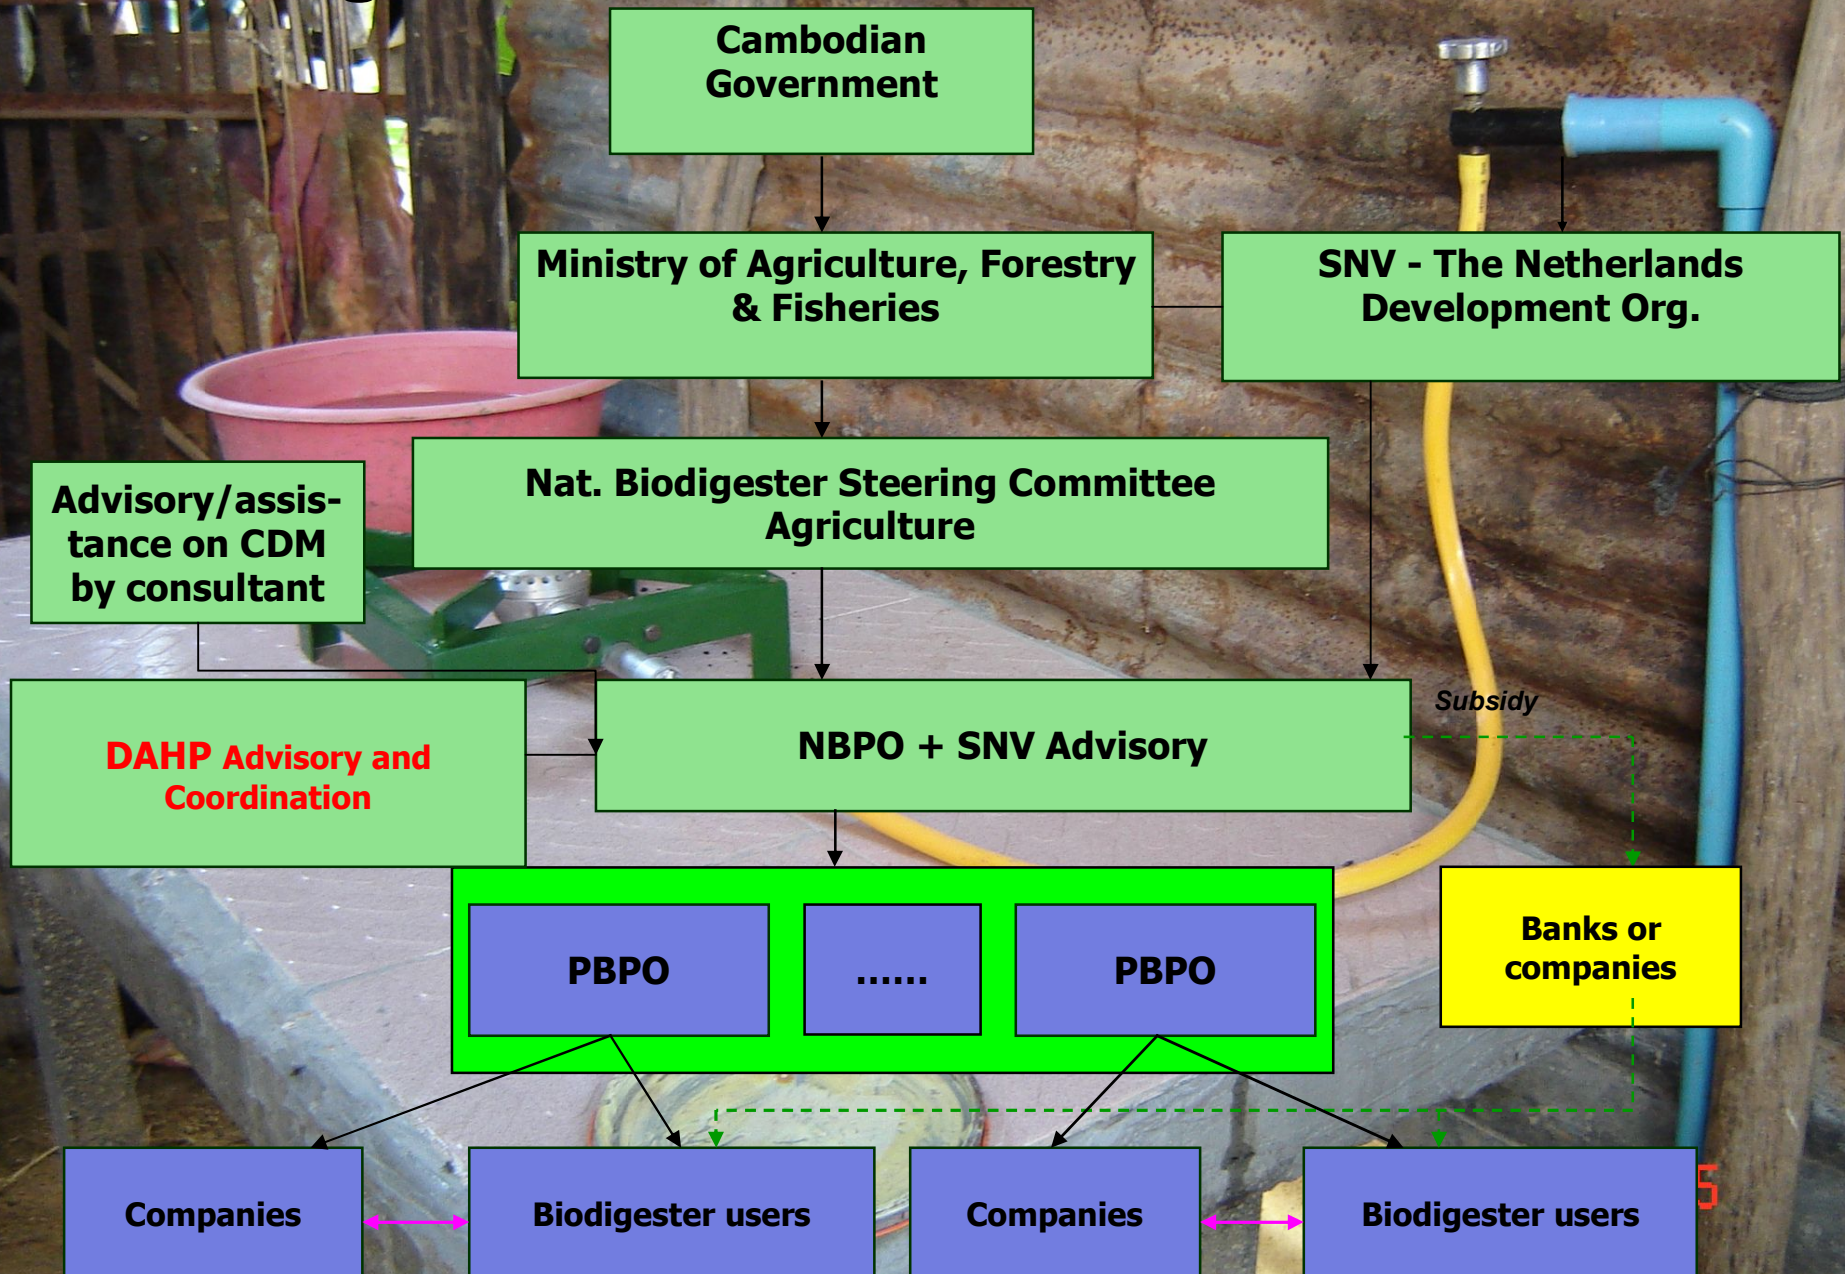 Cambodian
Government
Ministry of Agriculture, Forestry
& Fisheries
SNV - The Netherlands
Development Org.
Nat. Biodigester Steering Committee
Agriculture
Advisory/assis-
tance on CDM
by consultant
DAHP Advisory and
Coordination
NBPO + SNV Advisory
Subsidy
PBPO
......
PBPO
Banks or
companies
Companies
Biodigester users
Companies
Biodigester users
5